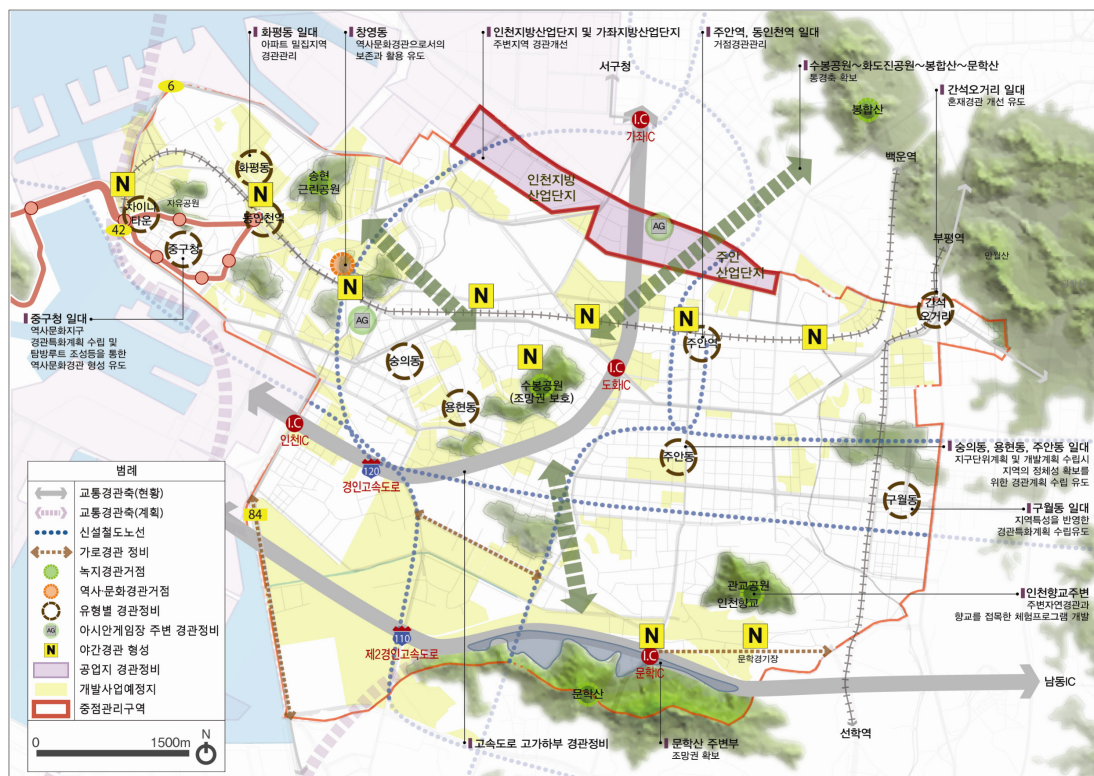 화평동 일대
아파트 밀집지역
경관관리
창영동
역사문화경관으로서의
보존과 활용 유도
인천지방산업단지 및 가좌지방산업단지
주변지역 경관개선
주안역, 동인천역 일대
거점경관관리
수봉공원~화도진공원~봉합산~문학산
통경축 확보
간석오거리 일대
혼재경관 개선 유도
서구청
6
I.C
가좌IC
봉합산
백운역
부평역
만월산
화평동
송현
근린공원
인천지방
산업단지
AG
주안
산업단지
N
차이나
타운
자유공원
N
동인천역
42
중구청
N
AG
N
N
N
주안역
N
간석
오거리
중구청 일대
역사문화지구
경관특화계획 수립 및
탐방루트 조성등을 통한
역사문화경관 형성 유도
숭의동
N
수봉공원
(조망권 보호)
I.C
도화IC
용현동
I.C
인천IC
120
경인고속도로
주안동
숭의동, 용현동, 주안동 일대
지구단위계획 및 개발계획 수립시
지역의 정체성 확보를
위한 경관계획 수립 유도
구월동
구월동 일대
지역특성을 반영한
경관특화계획 수립유도
84
관교공원
인천향교
인천향교주변
주변자연경관과
향교를 접목한 체험프로그램 개발
110
제2경인고속도로
N
I.C
문학IC
N
문학경기장
문학산
남동IC
선학역
고속도로 고가하부 경관정비
문학산 주변부
조망권 확보
범례
교통경관축(현황)
교통경관축(계획)
신설철도노선
가로경관 정비
녹지경관거점
역사·문화경관거점
유형별 경관정비
AG
아시안게임장 주변 경관정비
N
야간경관 형성
공업지 경관정비
개발사업예정지
중점관리구역
0
1500m
N